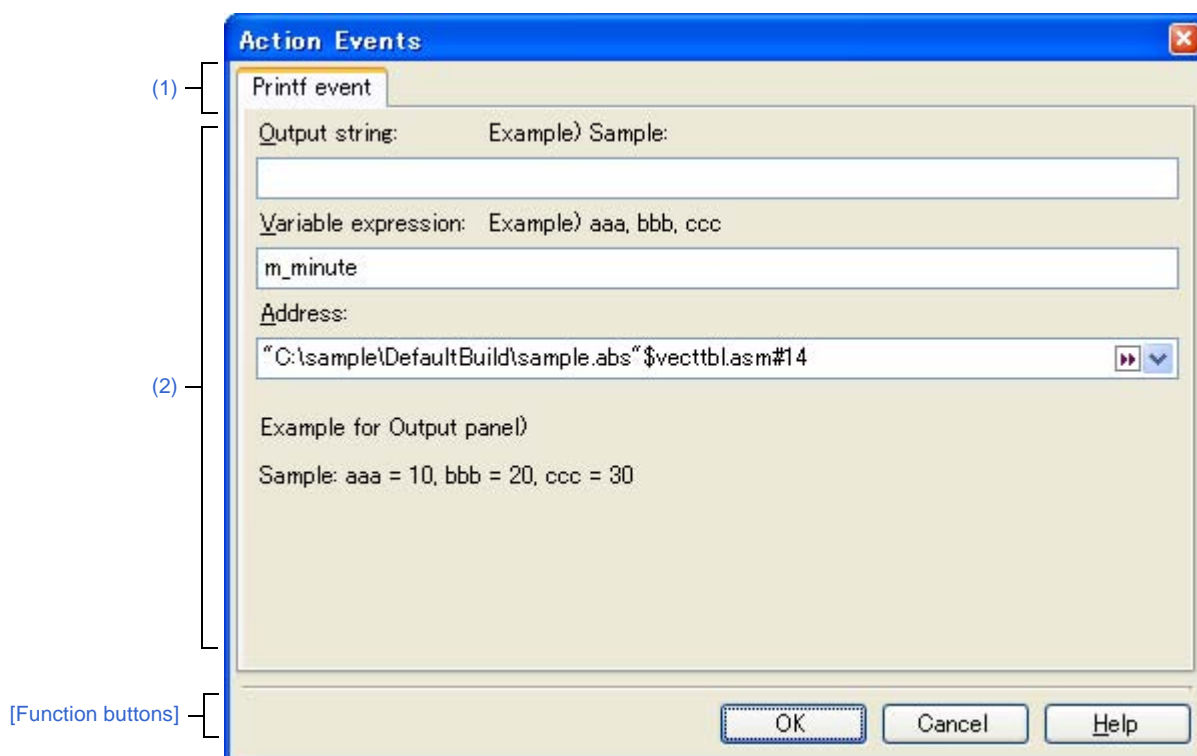 Action Events
(1)
Printf event
Output string: Example) Sample:
Variable expression: Example) aaa, bbb, ccc
m_minute
Address:
"C:\sample\DefaultBuild\sample.abs"$vecttbl.asm#14
(2)
Example for Output panel)
Sample: aaa = 10, bbb = 20, ccc = 30
[Function buttons]
OK Cancel Help